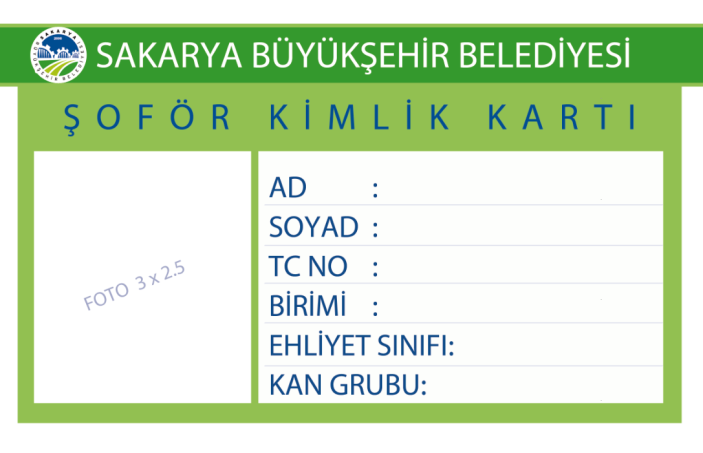 SAKARYA BÜYÜKŞEHİR BELEDİYESİ
ŞOFÖR KİMLİK KARTI
FOTO 3 x 2.5
AD :
SOYAD :
TC NO :
BİRİMİ :
EHLİYET SINIFI:
KAN GRUBU: